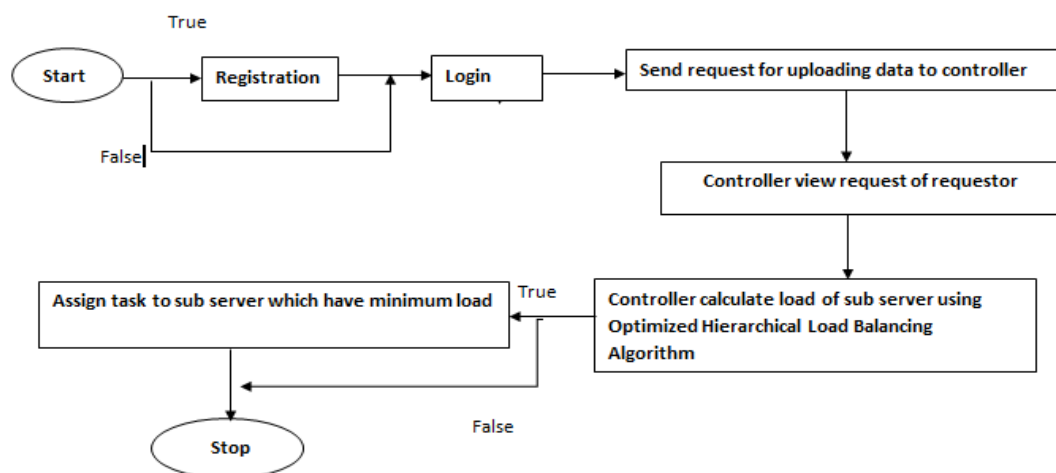 True
Start
Registration
Login
Send request for uploading data to controller
False
Controller view request of requestor
Assign task to sub server which have minimum load
True
Controller calculate load of sub server using
Optimized Hierarchical Load Balancing
Algorithm
False
Stop